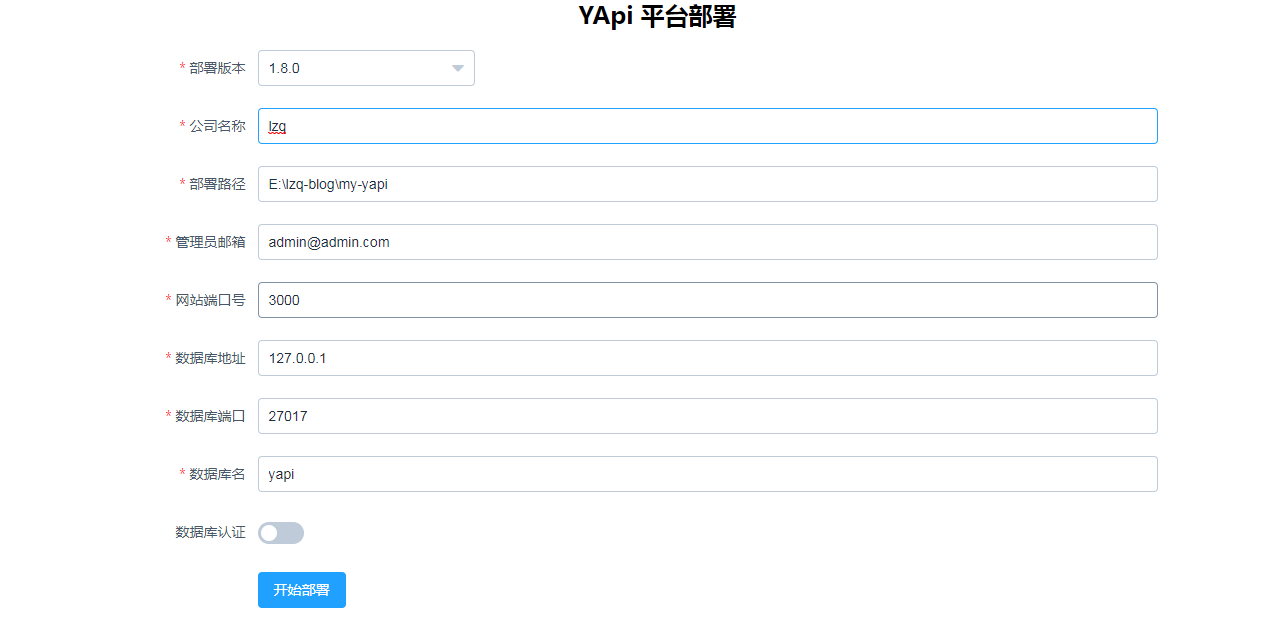 YApi 平台部署
* 部署版本 1.8.0
* 公司名称 lzq
* 部署路径 E:\lzq-blog\my-yapi
* 管理员邮箱 admin@admin.com
* 网站端口号 3000
* 数据库地址 127.0.0.1
* 数据库端口 27017
* 数据库名 yapi
数据库认证
开始部署